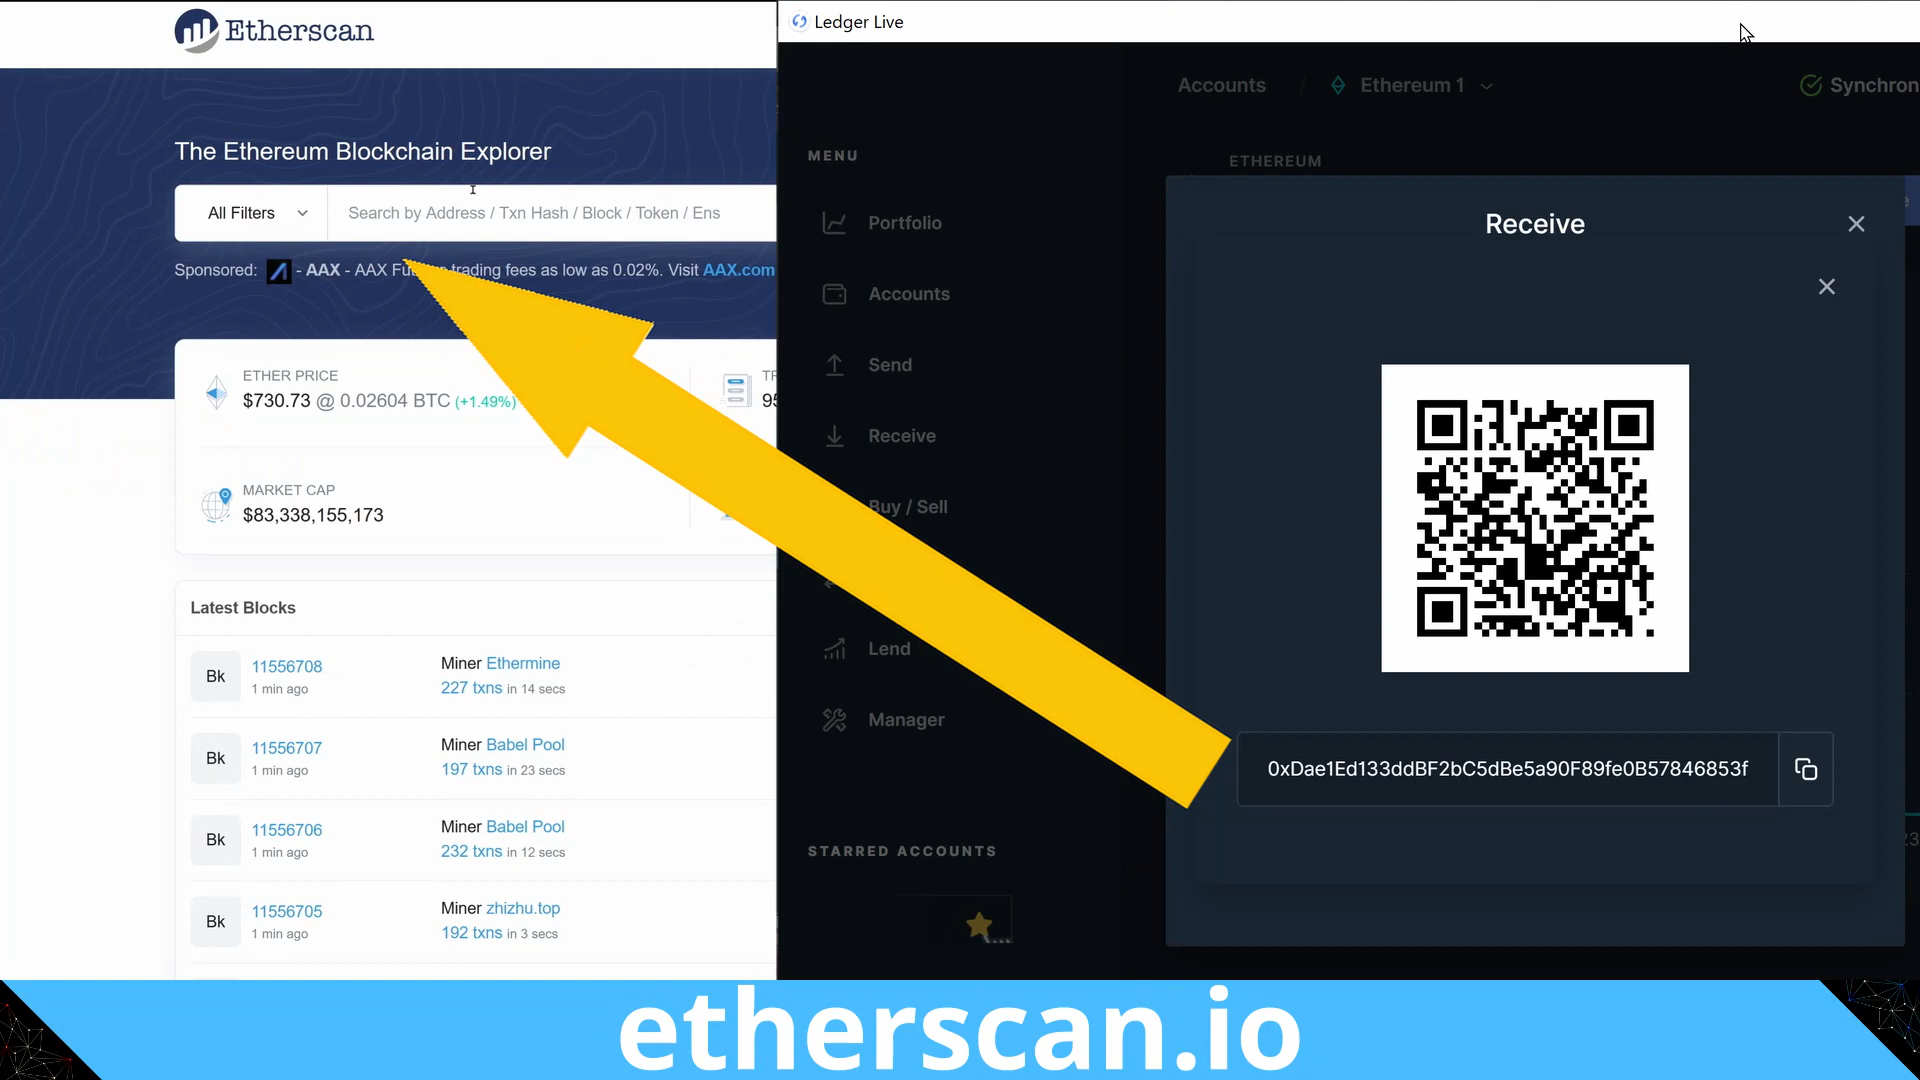 Etherscan
The Ethereum Blockchain Explorer
All Filters
Search by Address / Txn Hash / Block / Token / Ens
Sponsored: - AAX - AAX trading fees as low as 0.02%. Visit AAX.com
ETHER PRICE
$730.73 @ 0.02604 BTC (+1.49%)
MARKET CAP
$83,338,155,173
Latest Blocks
Bk
11556708
1 min ago
Miner Ethermine
227 txns in 14 secs
Bk
11556707
1 min ago
Miner Babel Pool
197 txns in 23 secs
Bk
11556706
1 min ago
Miner Babel Pool
232 txns in 12 secs
Bk
11556705
1 min ago
Miner zhizhu.top
192 txns in 3 secs
Ledger Live
Accounts / Ethereum 1
ETHEREUM
MENU
Portfolio
Accounts
Send
Receive
Buy / Sell
Lend
Manager
STARRED ACCOUNTS
Receive
0xDae1Ed133ddBF2bC5dBe5a90F89fe0B57846853f
etherscan.io